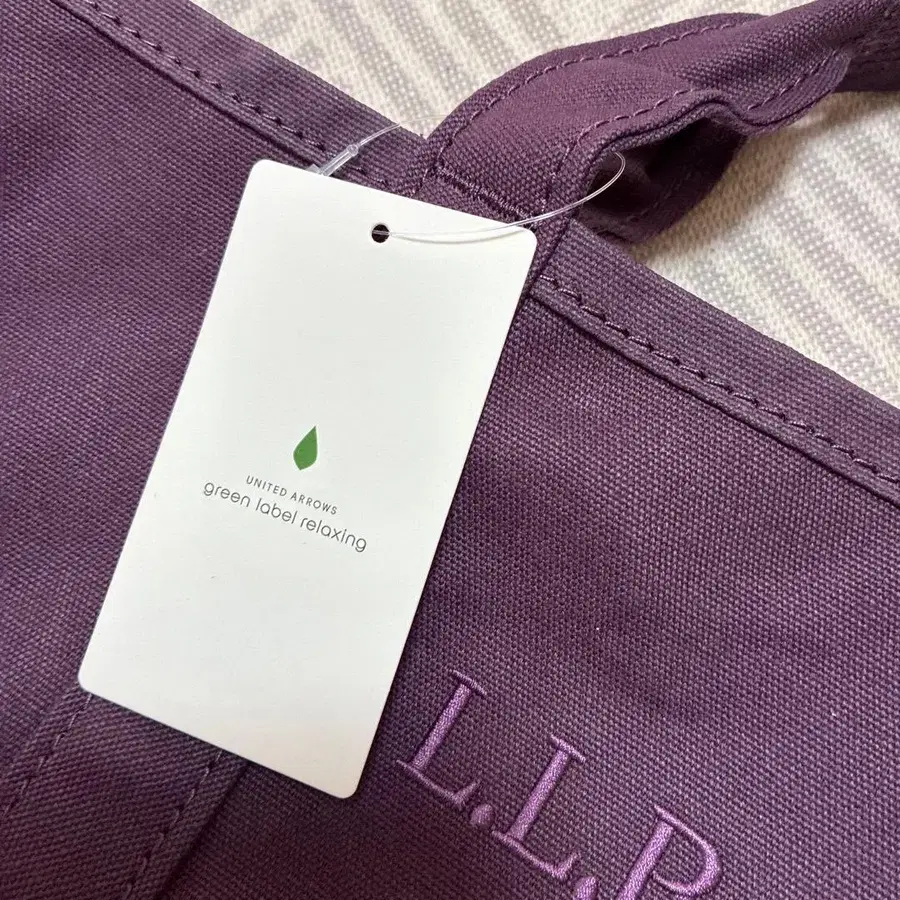 UNITED ARROWS
green label relaxing
L.I.P